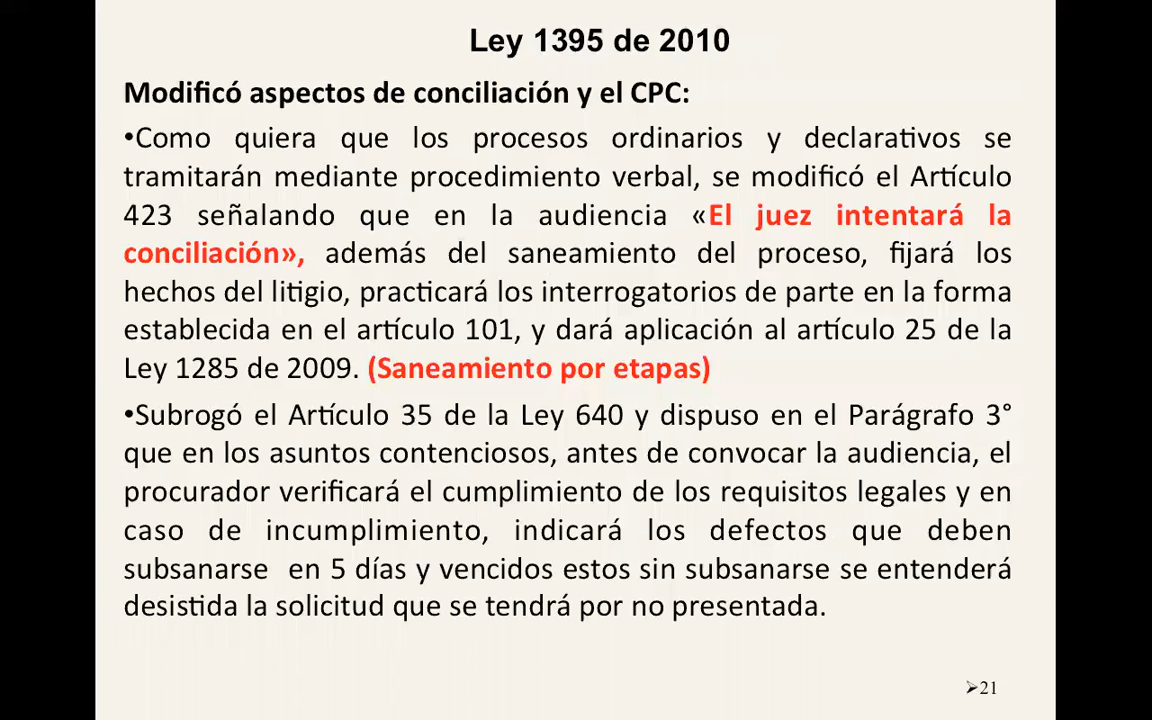 Ley 1395 de 2010
Modificó aspectos de conciliación y el CPC:
•Como quiera que los procesos ordinarios y declarativos se
tramitarán mediante procedimiento verbal, se modificó el Artículo
423 señalando que en la audiencia «El juez intentará la
conciliación», además del saneamiento del proceso, fijará los
hechos del litigio, practicará los interrogatorios de parte en la forma
establecida en el artículo 101, y dará aplicación al artículo 25 de la
Ley 1285 de 2009. (Saneamiento por etapas)
•Subrogó el Artículo 35 de la Ley 640 y dispuso en el Parágrafo 3°
que en los asuntos contenciosos, antes de convocar la audiencia, el
procurador verificará el cumplimiento de los requisitos legales y en
caso de incumplimiento, indicará los defectos que deben
subsanarse en 5 días y vencidos estos sin subsanarse se entenderá
desistida la solicitud que se tendrá por no presentada.
➢21